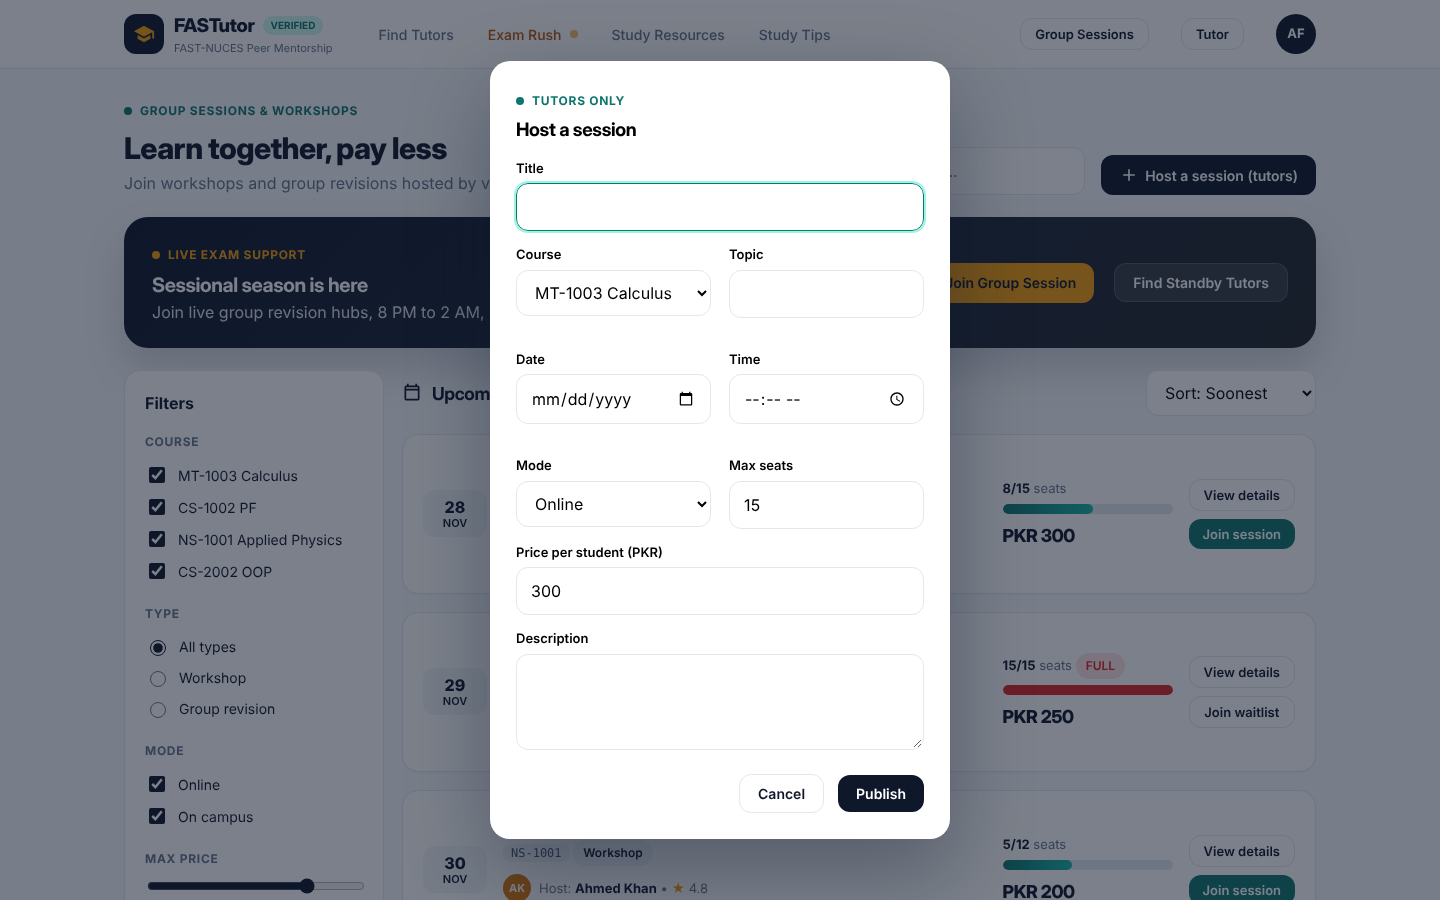 FASTutor VERIFIED
FAST-NUCES Peer Mentorship
Find Tutors
Exam Rush
Study Resources
Study Tips
Group Sessions
Tutor
AF
GROUP SESSIONS & WORKSHOPS
Learn together, pay less
Join workshops and group revisions hosted by v
Host a session (tutors)
LIVE EXAM SUPPORT
Sessional season is here
Join live group revision hubs, 8 PM to 2 AM,
Join Group Session
Find Standby Tutors
TUTORS ONLY
Host a session
Title
Course
Topic
MT-1003 Calculus
Date
Time
mm/dd/yyyy
--:-- --
Mode
Max seats
Online
15
Price per student (PKR)
300
Description
Cancel
Publish
Filters
COURSE
MT-1003 Calculus
CS-1002 PF
NS-1001 Applied Physics
CS-2002 OOP
TYPE
All types
Workshop
Group revision
MODE
Online
On campus
MAX PRICE
Upcom
Sort: Soonest
28
NOV
8/15 seats
PKR 300
View details
Join session
29
NOV
15/15 seats FULL
PKR 250
View details
Join waitlist
30
NOV
NS-1001 Workshop
AK Host: Ahmed Khan • ★ 4.8
5/12 seats
PKR 200
View details
Join session